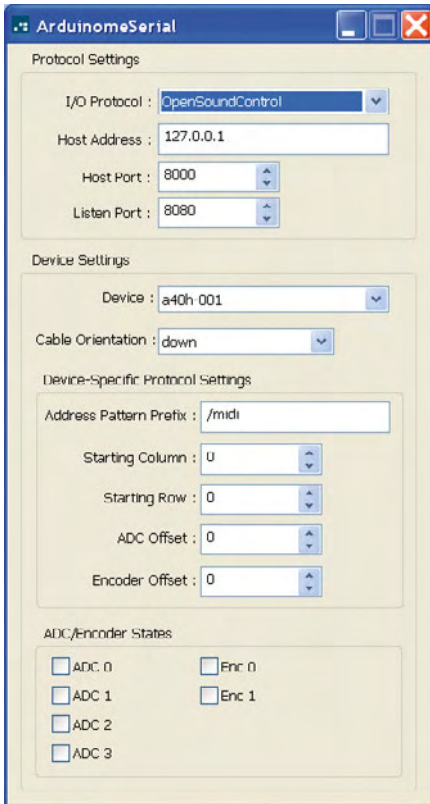 ArduinomeSerial
Protocol Settings
I/O Protocol : OpenSoundControl
Host Address : 127.0.0.1
Host Port : 8000
Listen Port : 8080
Device Settings
Device : a40h-001
Cable Orientation : down
Device-Specific Protocol Settings
Address Pattern Prefix : /midi
Starting Column : 0
Starting Row : 0
ADC Offset : 0
Encoder Offset : 0
ADC/Encoder States
ADC 0 Enc 0
ADC 1 Enc 1
ADC 2
ADC 3